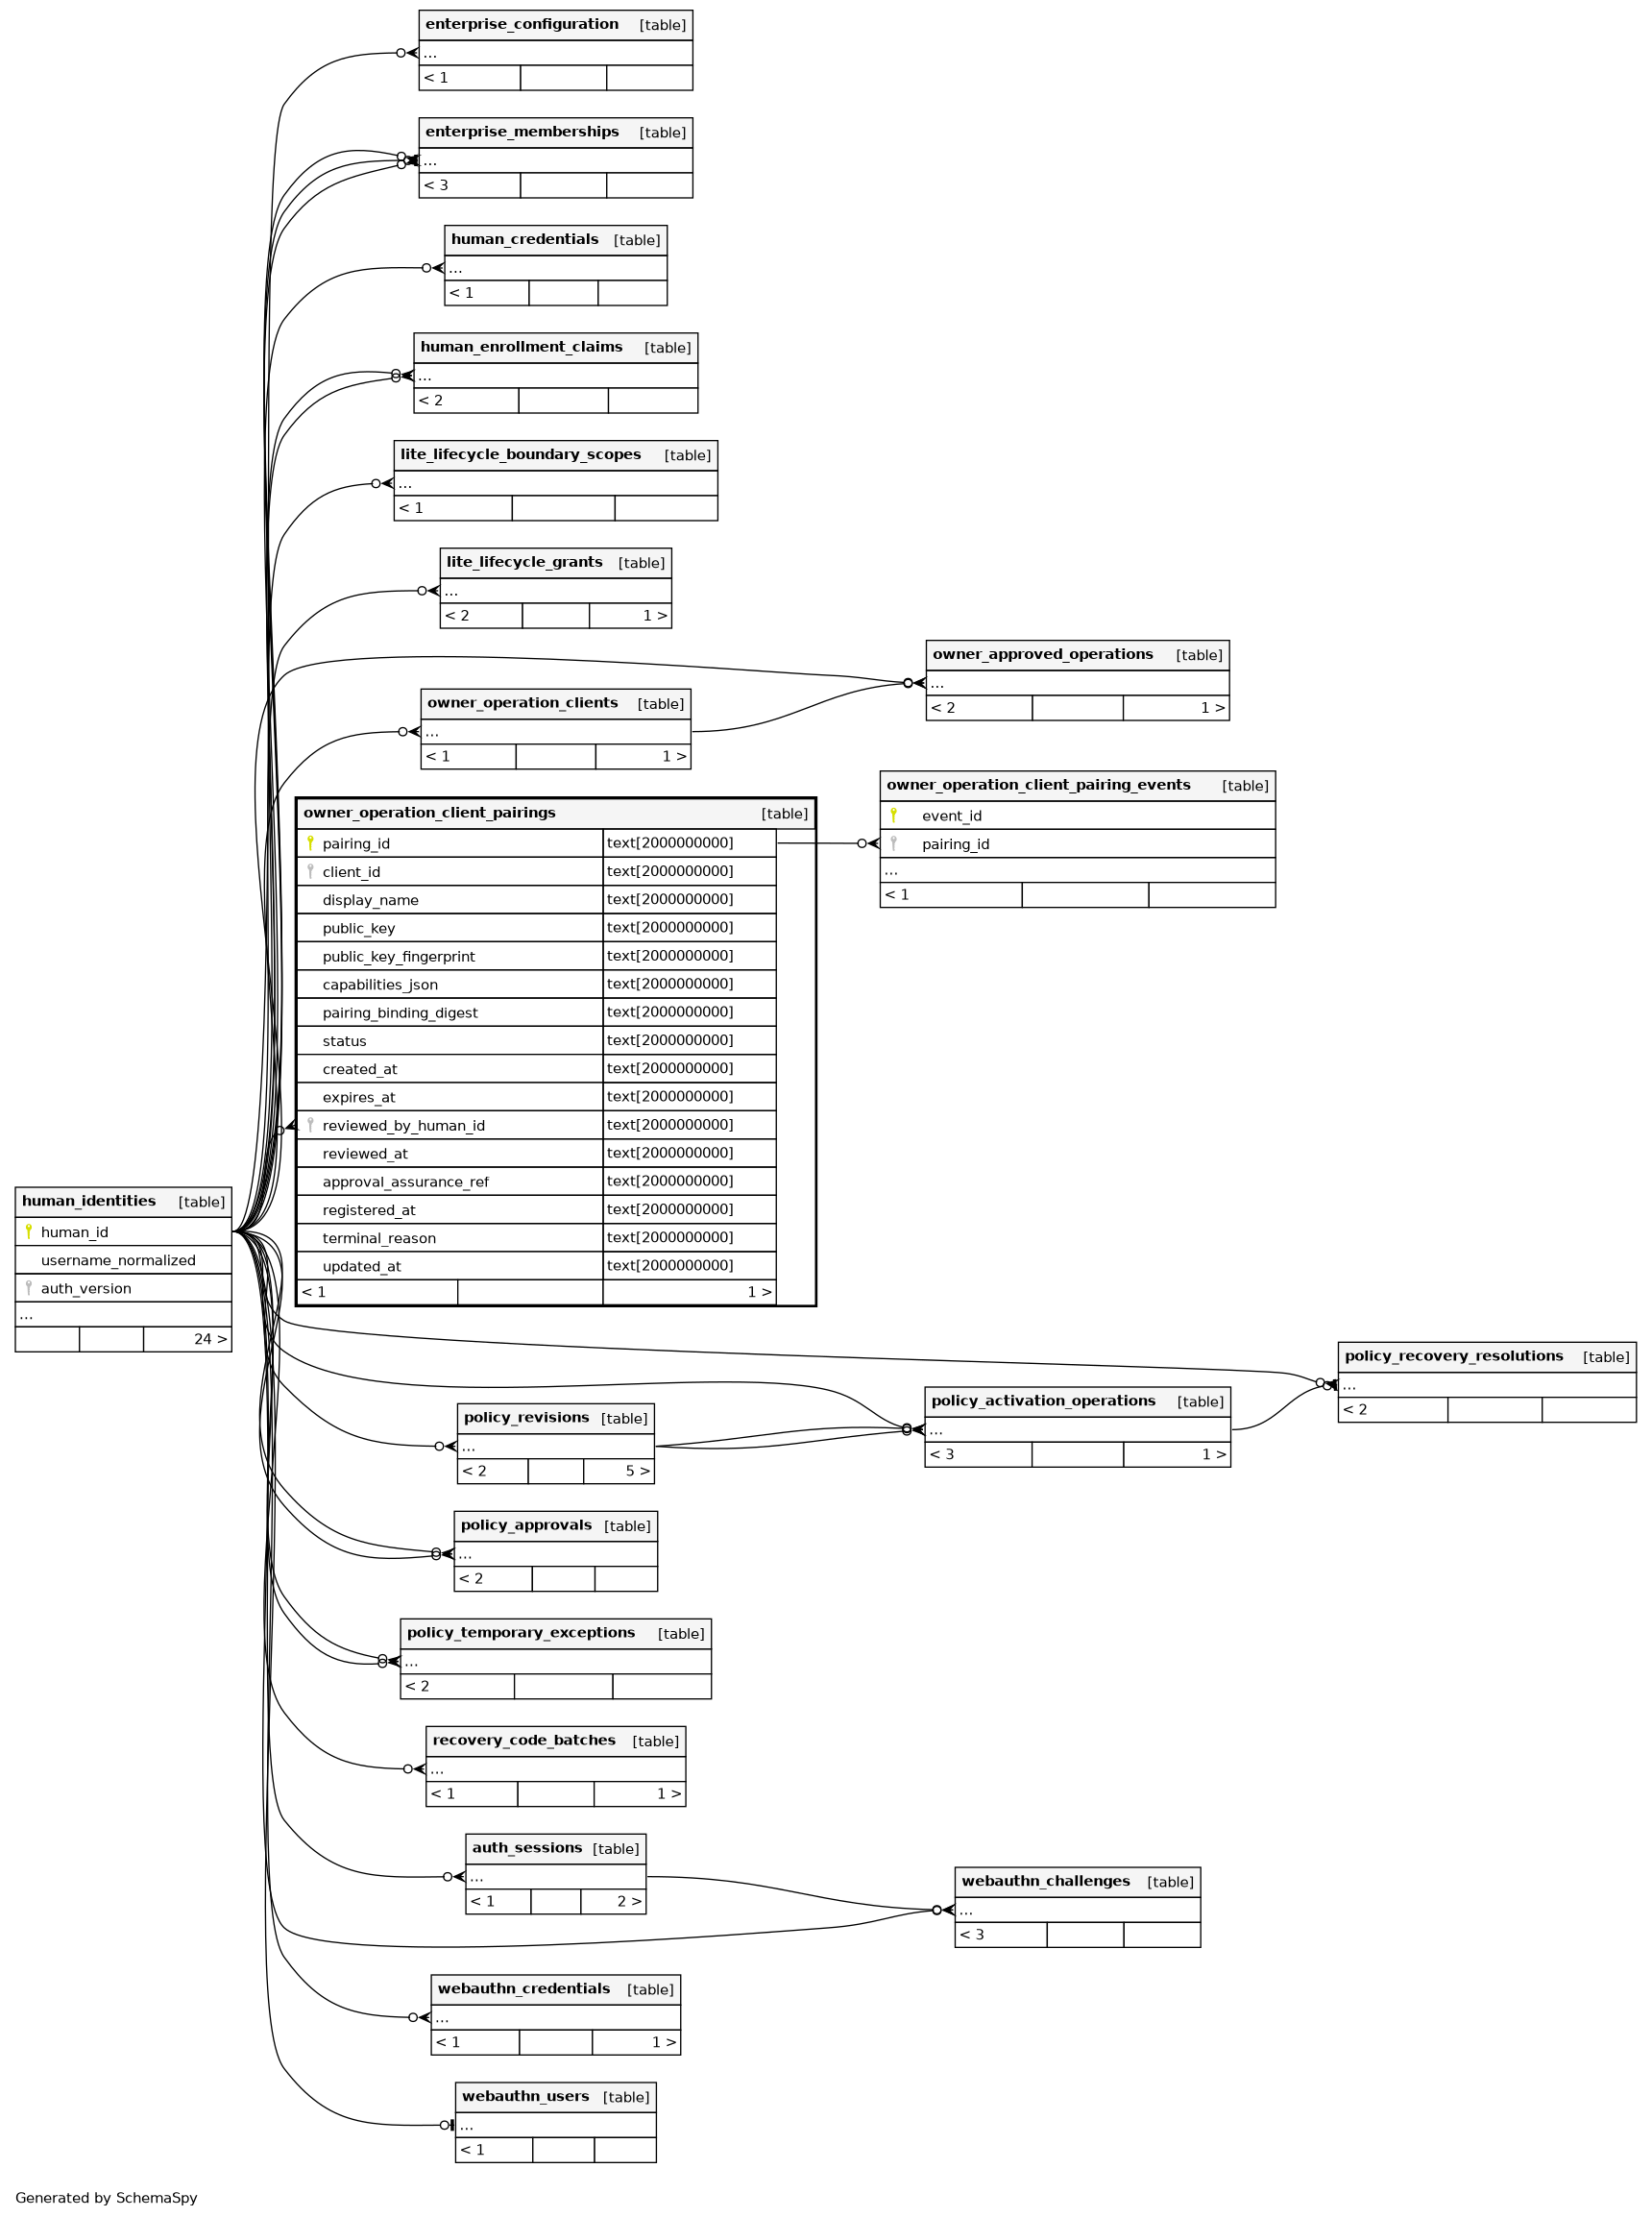 enterprise_configuration [table]
...
< 1
enterprise_memberships [table]
...
< 3
human_credentials [table]
...
< 1
human_enrollment_claims [table]
...
< 2
lite_lifecycle_boundary_scopes [table]
...
< 1
lite_lifecycle_grants [table]
...
< 2 1 >
owner_approved_operations [table]
...
< 2 1 >
owner_operation_clients [table]
...
< 1 1 >
owner_operation_client_pairing_events [table]
event_id
pairing_id
...
< 1
owner_operation_client_pairings [table]
pairing_id text[2000000000]
client_id text[2000000000]
display_name text[2000000000]
public_key text[2000000000]
public_key_fingerprint text[2000000000]
capabilities_json text[2000000000]
pairing_binding_digest text[2000000000]
status text[2000000000]
created_at text[2000000000]
expires_at text[2000000000]
reviewed_by_human_id text[2000000000]
reviewed_at text[2000000000]
approval_assurance_ref text[2000000000]
registered_at text[2000000000]
terminal_reason text[2000000000]
updated_at text[2000000000]
< 1 1 >
human_identities [table]
human_id
username_normalized
auth_version
...
24 >
policy_recovery_resolutions [table]
...
< 2
policy_activation_operations [table]
...
< 3 1 >
policy_revisions [table]
...
< 2 5 >
policy_approvals [table]
...
< 2
policy_temporary_exceptions [table]
...
< 2
recovery_code_batches [table]
...
< 1 1 >
auth_sessions [table]
...
< 1 2 >
webauthn_challenges [table]
...
< 3
webauthn_credentials [table]
...
< 1 1 >
webauthn_users [table]
...
< 1
Generated by SchemaSpy